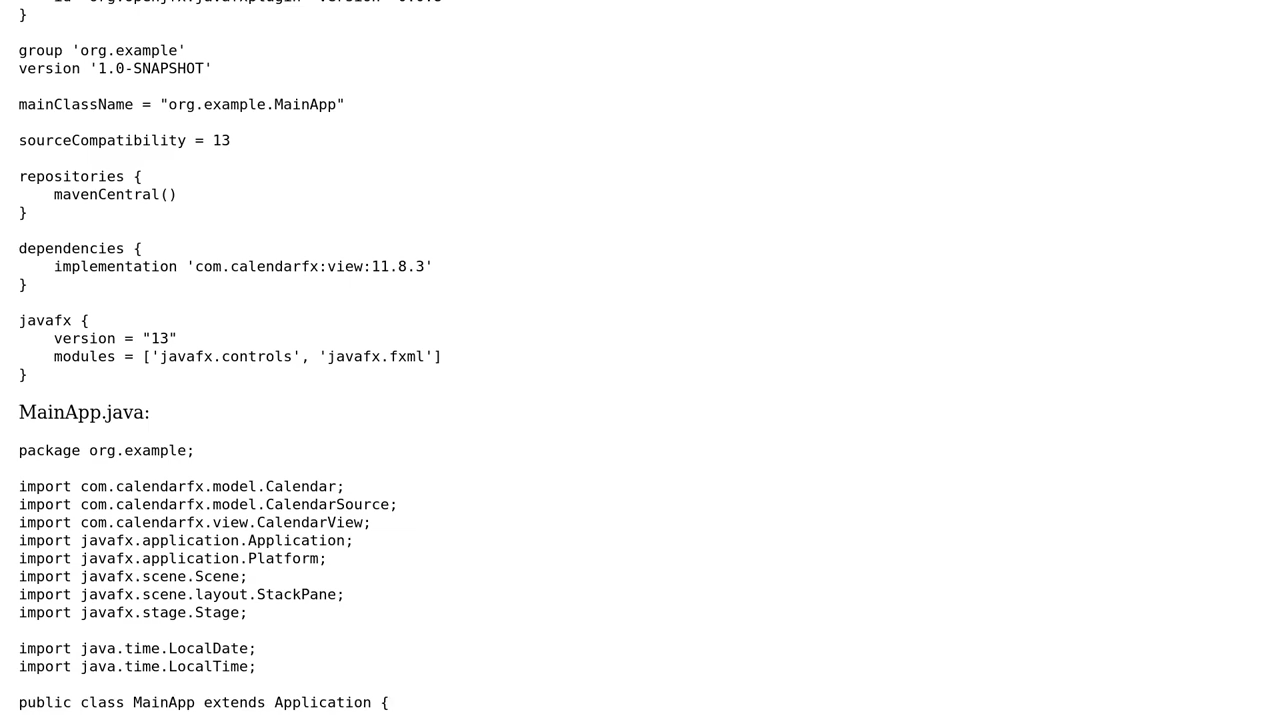 }
group 'org.example'
version '1.0-SNAPSHOT'
mainClassName = "org.example.MainApp"
sourceCompatibility = 13
repositories {
    mavenCentral()
}
dependencies {
    implementation 'com.calendarfx:view:11.8.3'
}
javafx {
    version = "13"
    modules = ['javafx.controls', 'javafx.fxml']
}
MainApp.java:
package org.example;
import com.calendarfx.model.Calendar;
import com.calendarfx.model.CalendarSource;
import com.calendarfx.view.CalendarView;
import javafx.application.Application;
import javafx.application.Platform;
import javafx.scene.Scene;
import javafx.scene.layout.StackPane;
import javafx.stage.Stage;
import java.time.LocalDate;
import java.time.LocalTime;
public class MainApp extends Application {